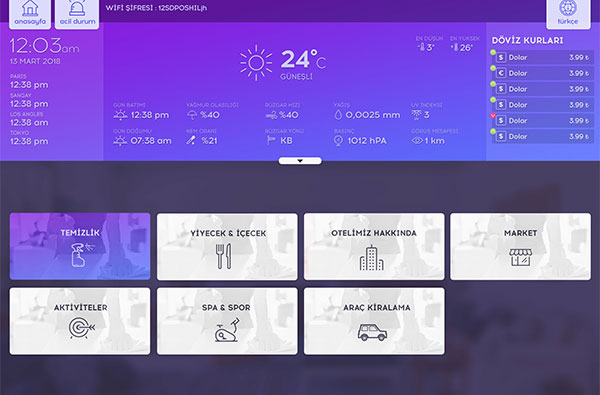 anasayfa
acil durum
WİFİ ŞİFRESİ : 12SDPOSHILjh
türkçe
12:03am
13 MART 2018
PARİS
12:38 pm
ŞANGAY
12:38 pm
LOS ANGLES
12:38 am
TOKYO
12:38 pm
24°C
GÜNEŞLİ
EN DÜŞÜK
- 3°
EN YÜKSEK
+ 26°
GÜN BATIMI
12:38 pm
YAĞMUR OLASILIĞI
%40
RÜZGAR HIZI
%40
YAĞIŞ
0,0025 mm
UV İNDEKSİ
3
GÜN DOĞUMU
07:38 am
NEM ORANI
%21
RÜZGAR YÖNÜ
KB
BASINÇ
1012 hPA
GÖRÜŞ MESAFESİ
1 km
DÖVİZ KURLARI
$ Dolar 3.99 ₺
€ Dolar 3.99 ₺
$ Dolar 3.99 ₺
$ Dolar 3.99 ₺
$ Dolar 3.99 ₺
$ Dolar 3.99 ₺
TEMİZLİK
YİYECEK & İÇECEK
OTELİMİZ HAKKINDA
MARKET
AKTİVİTELER
SPA & SPOR
ARAÇ KİRALAMA